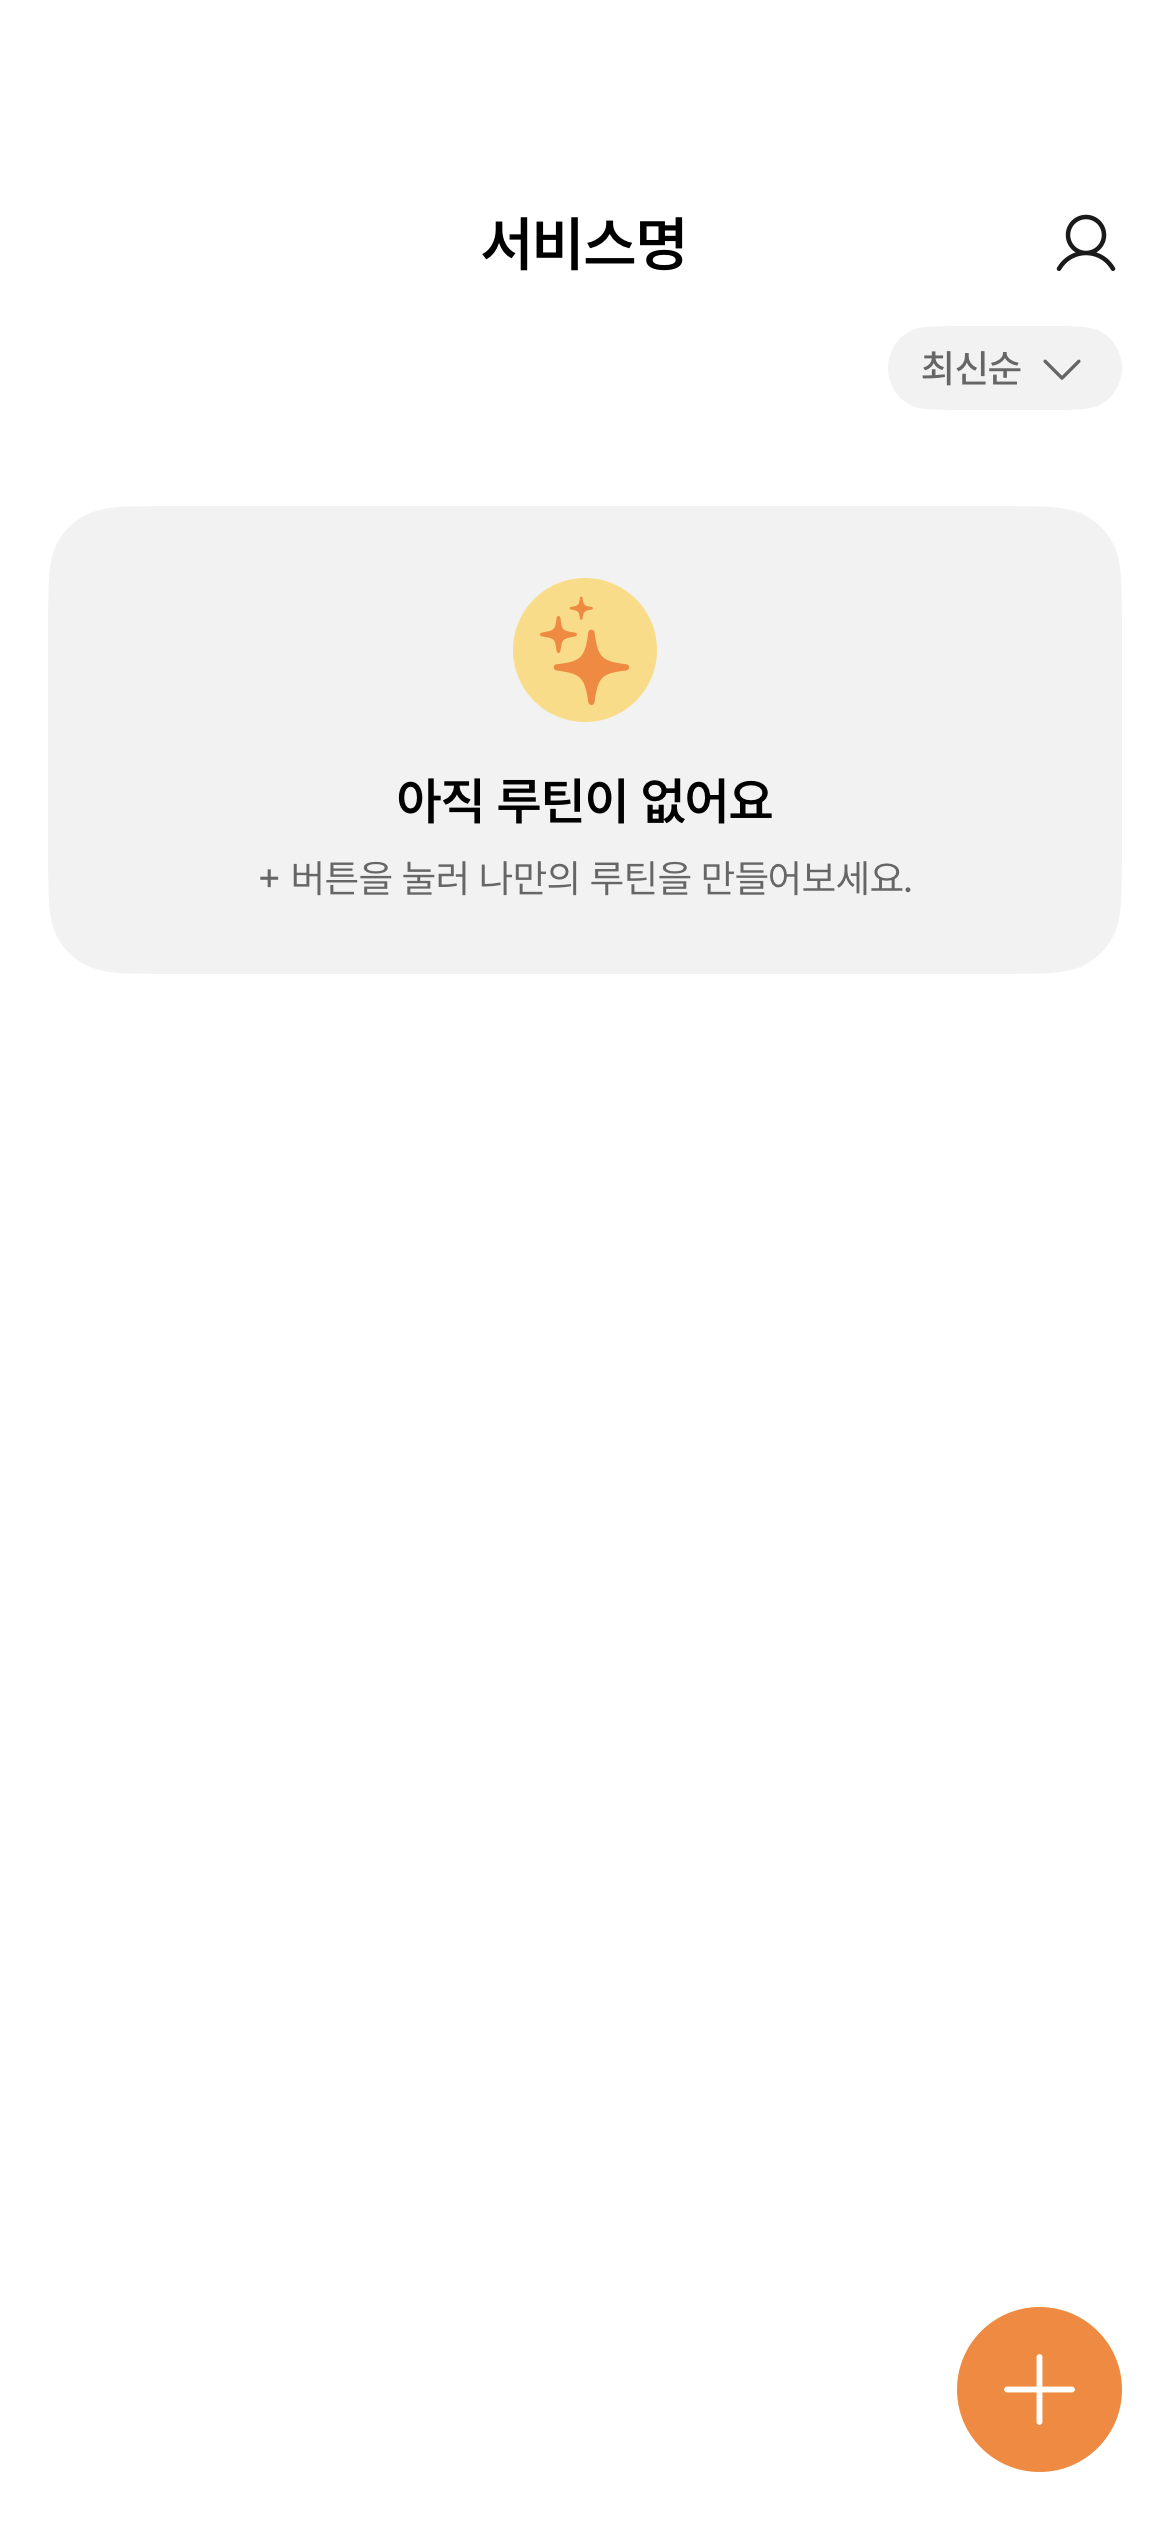 서비스명
최신순
아직 루틴이 없어요
+ 버튼을 눌러 나만의 루틴을 만들어보세요.